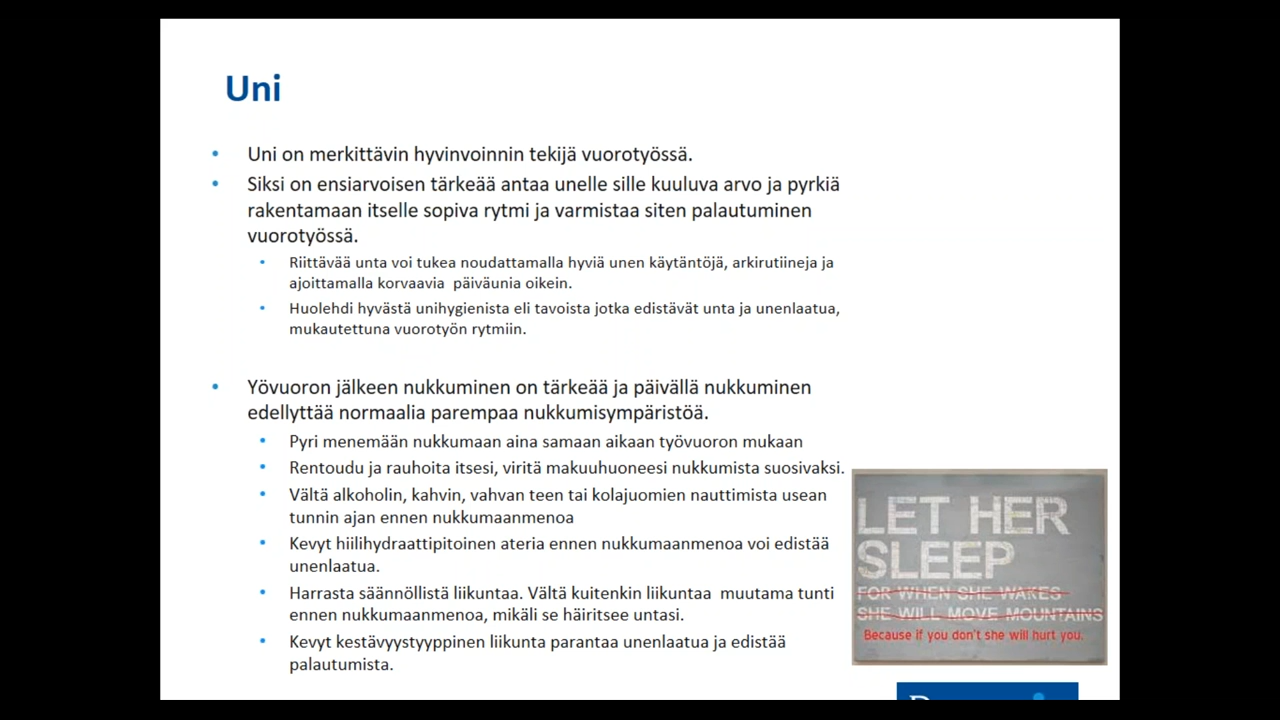 Uni
• Uni on merkittävin hyvinvoinnin tekijä vuorotyössä.
• Siksi on ensiarvoisen tärkeää antaa unelle sille kuuluva arvo ja pyrkiä
rakentamaan itselle sopiva rytmi ja varmistaa siten palautuminen
vuorotyössä.
• Riittävää unta voi tukea noudattamalla hyviä unen käytäntöjä, arkirutiineja ja
ajoittamalla korvaavia päiväunia oikein.
• Huolehdi hyvästä unihygienista eli tavoista jotka edistävät unta ja unenlaatua,
mukautettuna vuorotyön rytmiin.
• Yövuoron jälkeen nukkuminen on tärkeää ja päivällä nukkuminen
edellyttää normaalia parempaa nukkumisympäristöä.
• Pyri menemään nukkumaan aina samaan aikaan työvuoron mukaan
• Rentoudu ja rauhoita itsesi, viritä makuuhuoneesi nukkumista suosivaksi.
• Vältä alkoholin, kahvin, vahvan teen tai kolajuomien nauttimista usean
tunnin ajan ennen nukkumaanmenoa
• Kevyt hiilihydraattipitoinen ateria ennen nukkumaanmenoa voi edistää
unenlaatua.
• Harrasta säännöllistä liikuntaa. Vältä kuitenkin liikuntaa muutama tunti
ennen nukkumaanmenoa, mikäli se häiritsee untasi.
• Kevyt kestävyystyyppinen liikunta parantaa unenlaatua ja edistää
palautumista.
LET HER
SLEEP
FOR WHEN SHE WAKES
SHE WILL MOVE MOUNTAINS
Because if you don't she will hurt you.